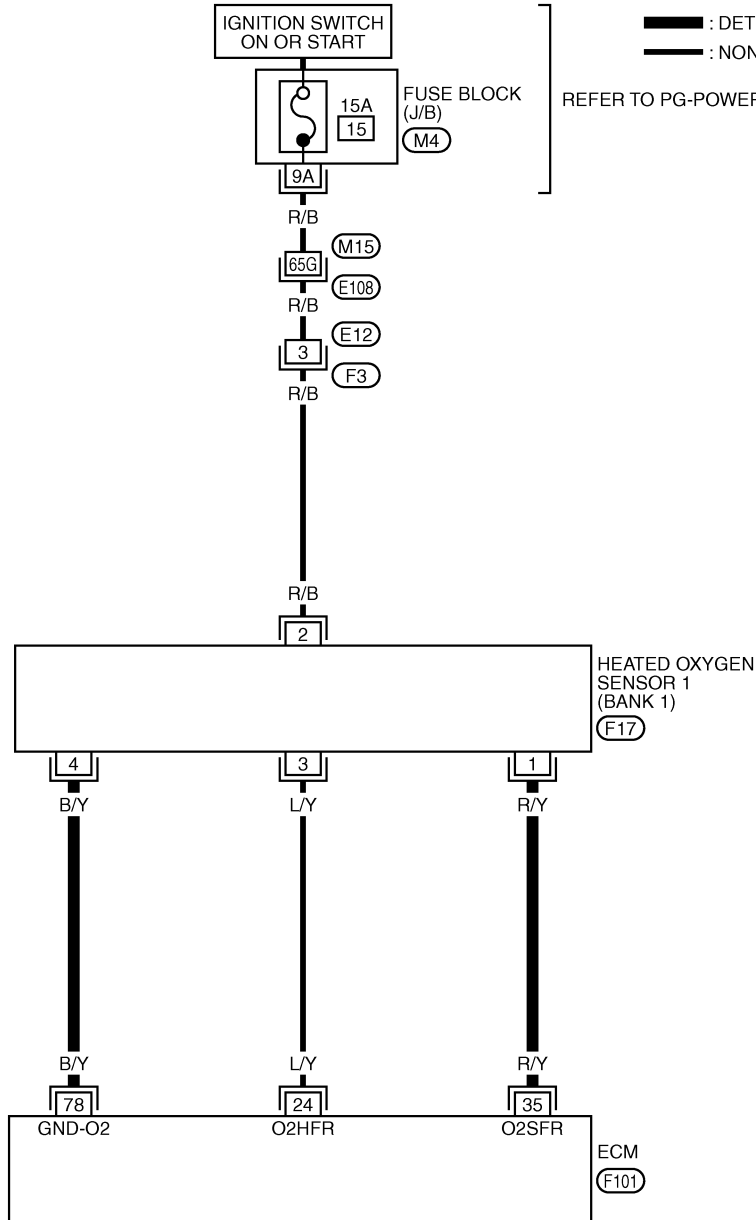 IGNITION SWITCH
ON OR START
: DET
: NON
FUSE BLOCK
(J/B)
M4
15A
15
REFER TO PG-POWER
9A
R/B
M15
65G
E108
R/B
E12
3
F3
R/B
R/B
2
HEATED OXYGEN
SENSOR 1
(BANK 1)
F17
4 3 1
B/Y L/Y R/Y
B/Y L/Y R/Y
78 24 35
GND-O2 O2HFR O2SFR
ECM
F101